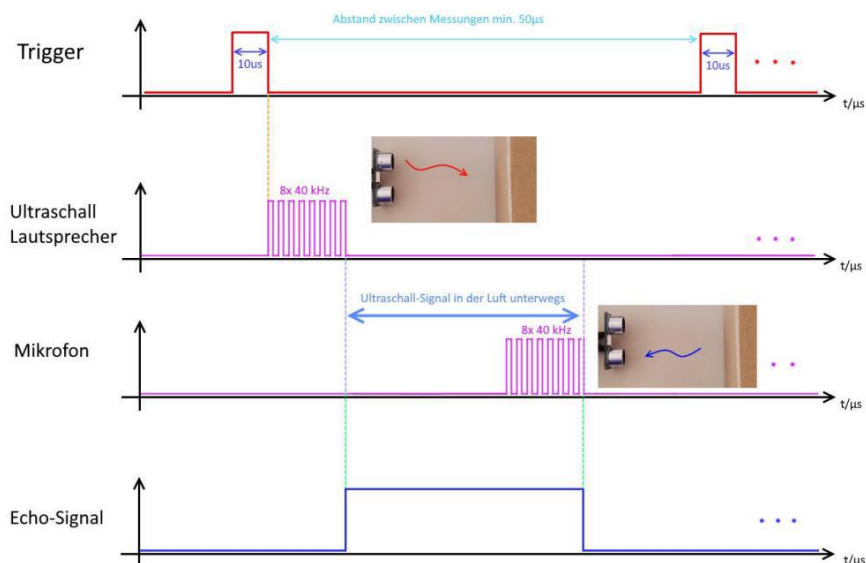 Abstand zwischen Messungen min. 50µs
Trigger
10us
10us
t/µs
8x 40 kHz
Ultraschall
Lautsprecher
t/µs
Ultraschall-Signal in der Luft unterwegs
8x 40 kHz
Mikrofon
t/µs
Echo-Signal
t/µs